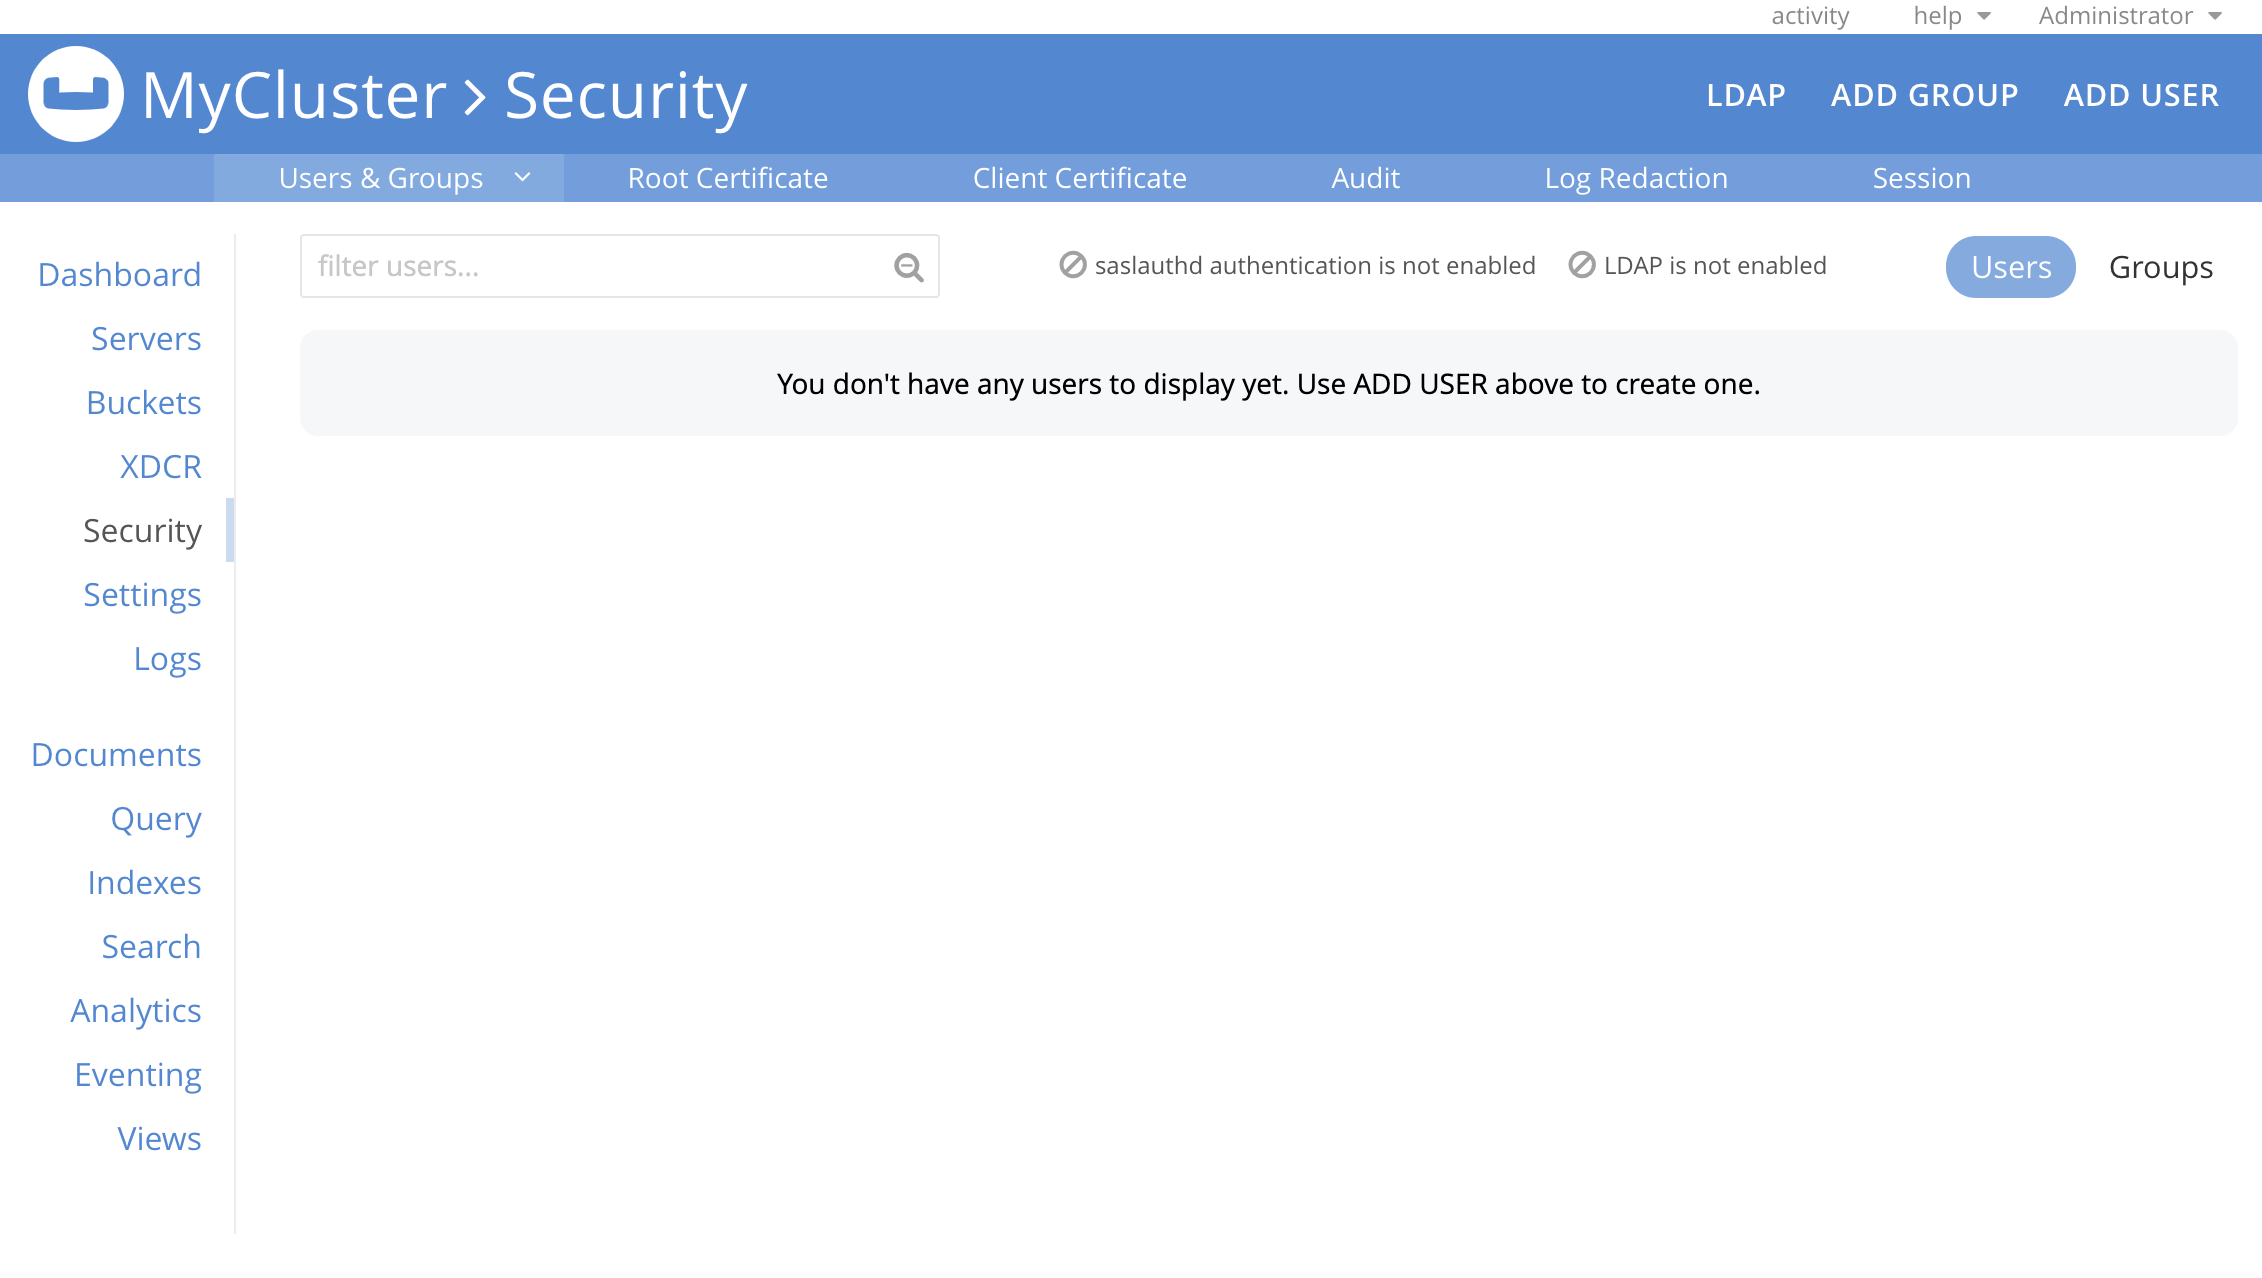 activity help Administrator
MyCluster > Security LDAP ADD GROUP ADD USER
Users & Groups Root Certificate Client Certificate Audit Log Redaction Session
filter users... saslauthd authentication is not enabled LDAP is not enabled Users Groups
You don't have any users to display yet. Use ADD USER above to create one.
Dashboard
Servers
Buckets
XDCR
Security
Settings
Logs
Documents
Query
Indexes
Search
Analytics
Eventing
Views